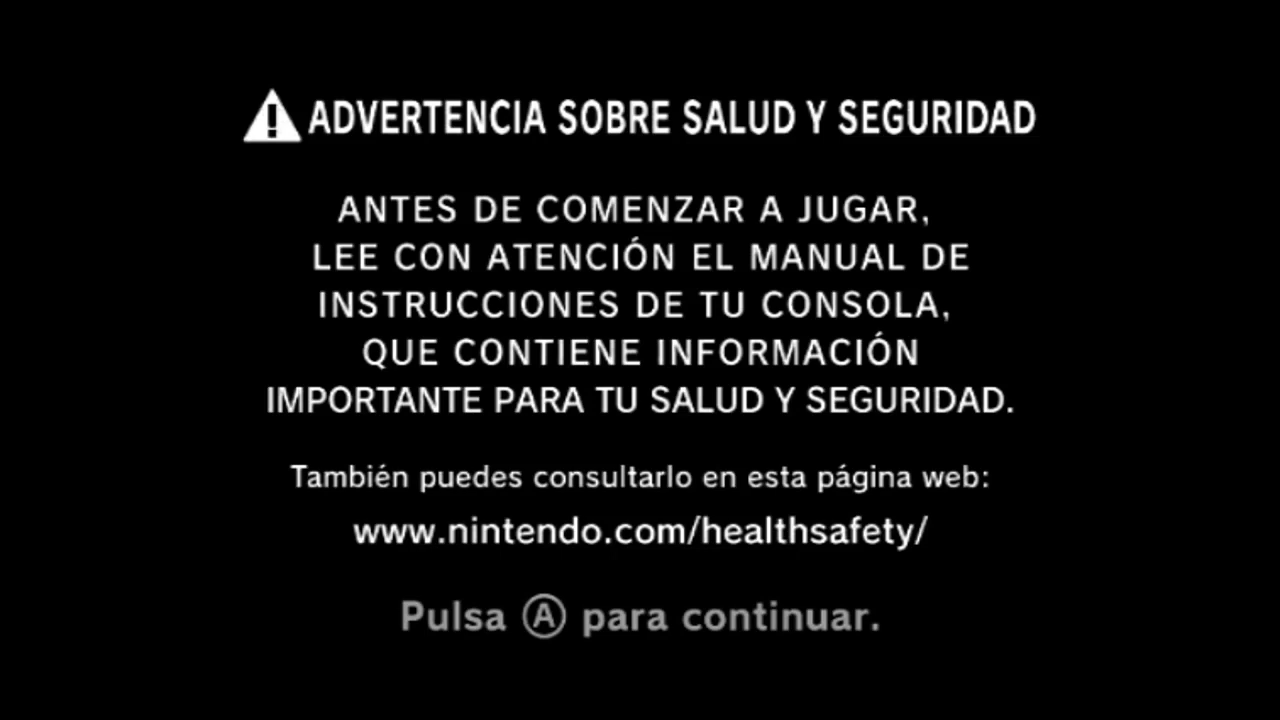 ADVERTENCIA SOBRE SALUD Y SEGURIDAD
ANTES DE COMENZAR A JUGAR,
LEE CON ATENCIÓN EL MANUAL DE
INSTRUCCIONES DE TU CONSOLA,
QUE CONTIENE INFORMACIÓN
IMPORTANTE PARA TU SALUD Y SEGURIDAD.
También puedes consultarlo en esta página web:
www.nintendo.com/healthsafety/
Pulsa Ⓐ para continuar.